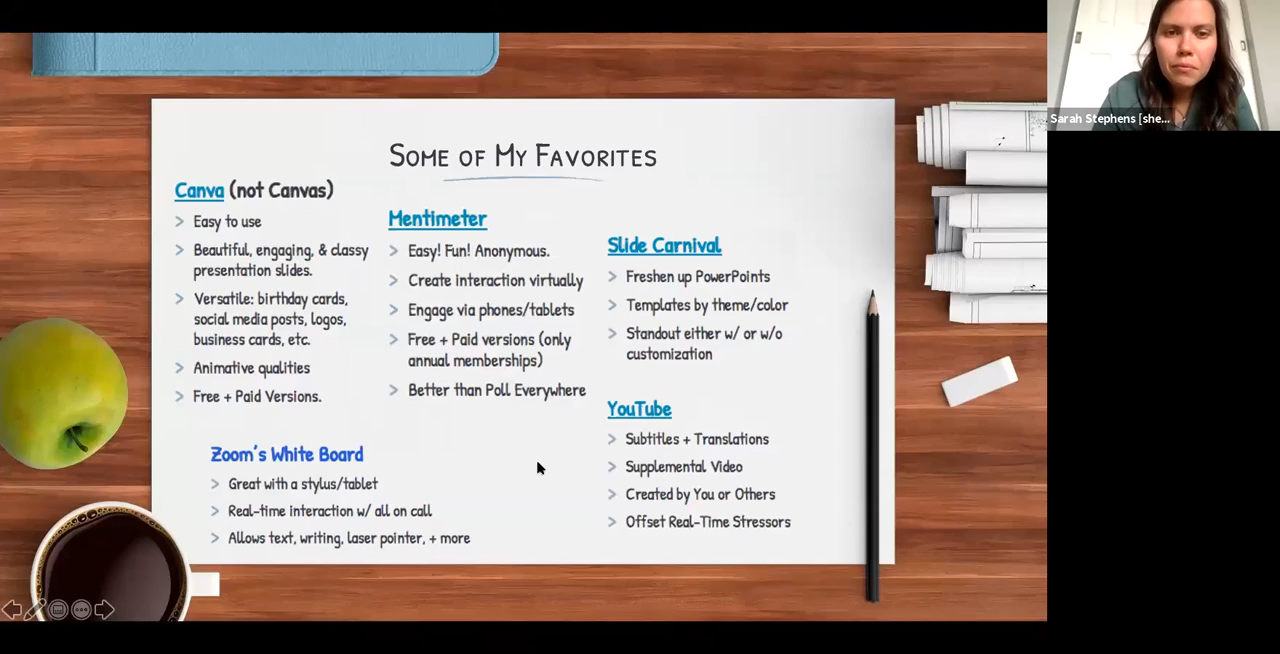 Some of My Favorites
Canva (not Canvas)
Easy to use
Beautiful, engaging, & classy
presentation slides.
Versatile: birthday cards,
social media posts, logos,
business cards, etc.
Animative qualities
Free + Paid Versions.
Mentimeter
Easy! Fun! Anonymous.
Create interaction virtually
Engage via phones/tablets
Free + Paid versions (only
annual memberships)
Better than Poll Everywhere
Slide Carnival
Freshen up PowerPoints
Templates by theme/color
Standout either w/ or w/o
customization
YouTube
Subtitles + Translations
Supplemental Video
Created by You or Others
Offset Real-Time Stressors
Zoom's White Board
Great with a stylus/tablet
Real-time interaction w/ all on call
Allows text, writing, laser pointer, + more
Sarah Stephens [she...